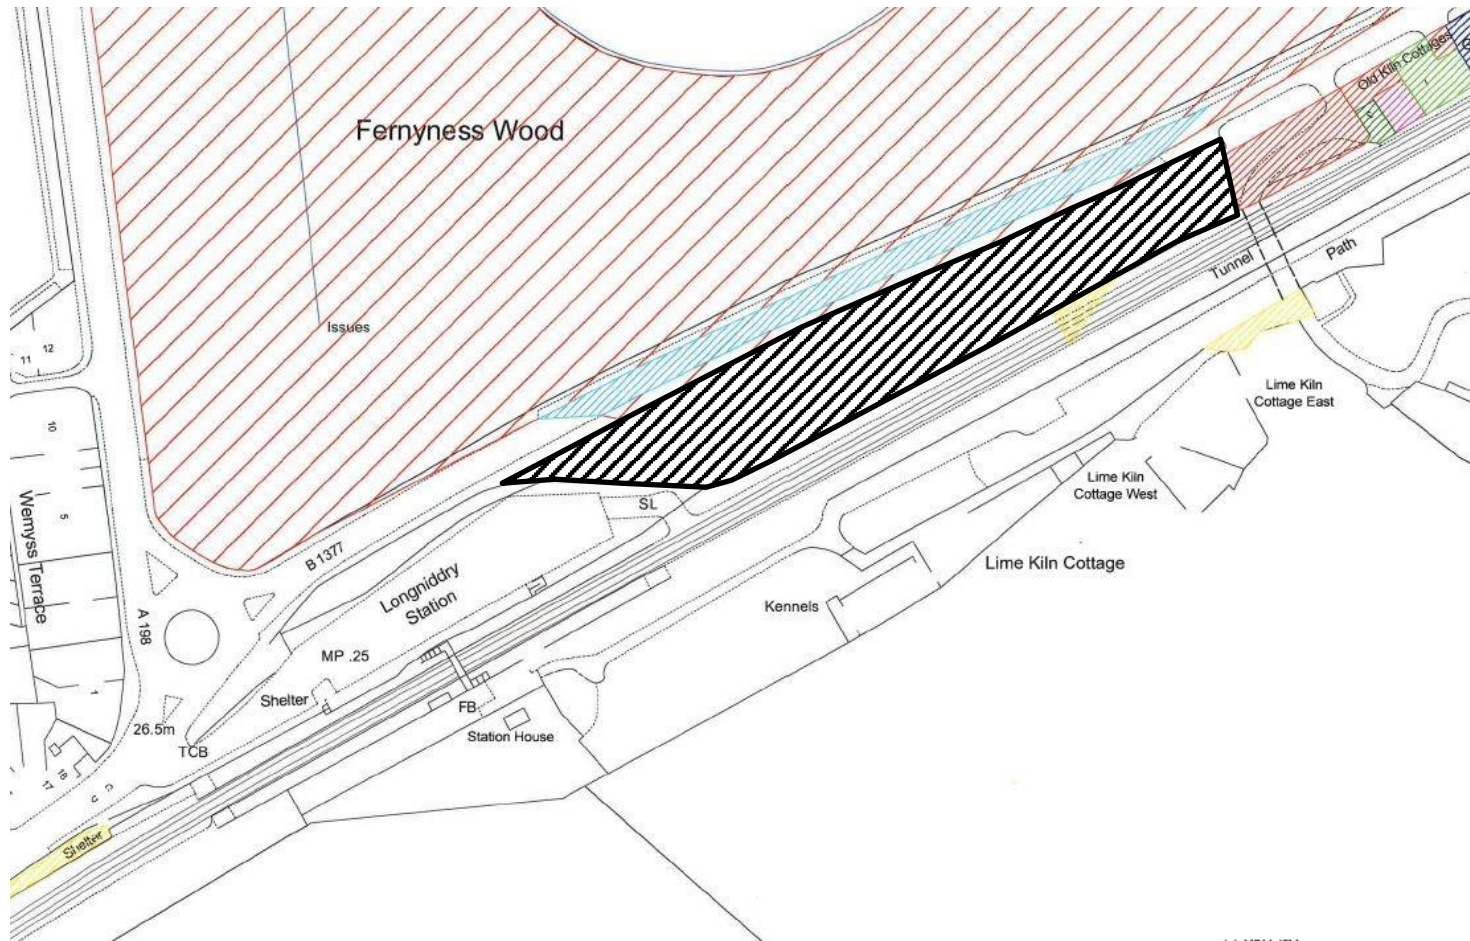 Old Kiln Cottages
Fernyness Wood
Path
Tunnel
Issues
12
11
Lime Kiln
Cottage East
10
Lime Kiln
Cottage West
5
Wemyss Terrace
SL
B 1377
Lime Kiln Cottage
Longniddry
Station
Kennels
A 198
MP .25
1
Shelter
FB
26.5m
Station House
TCB
18
17
Shelter